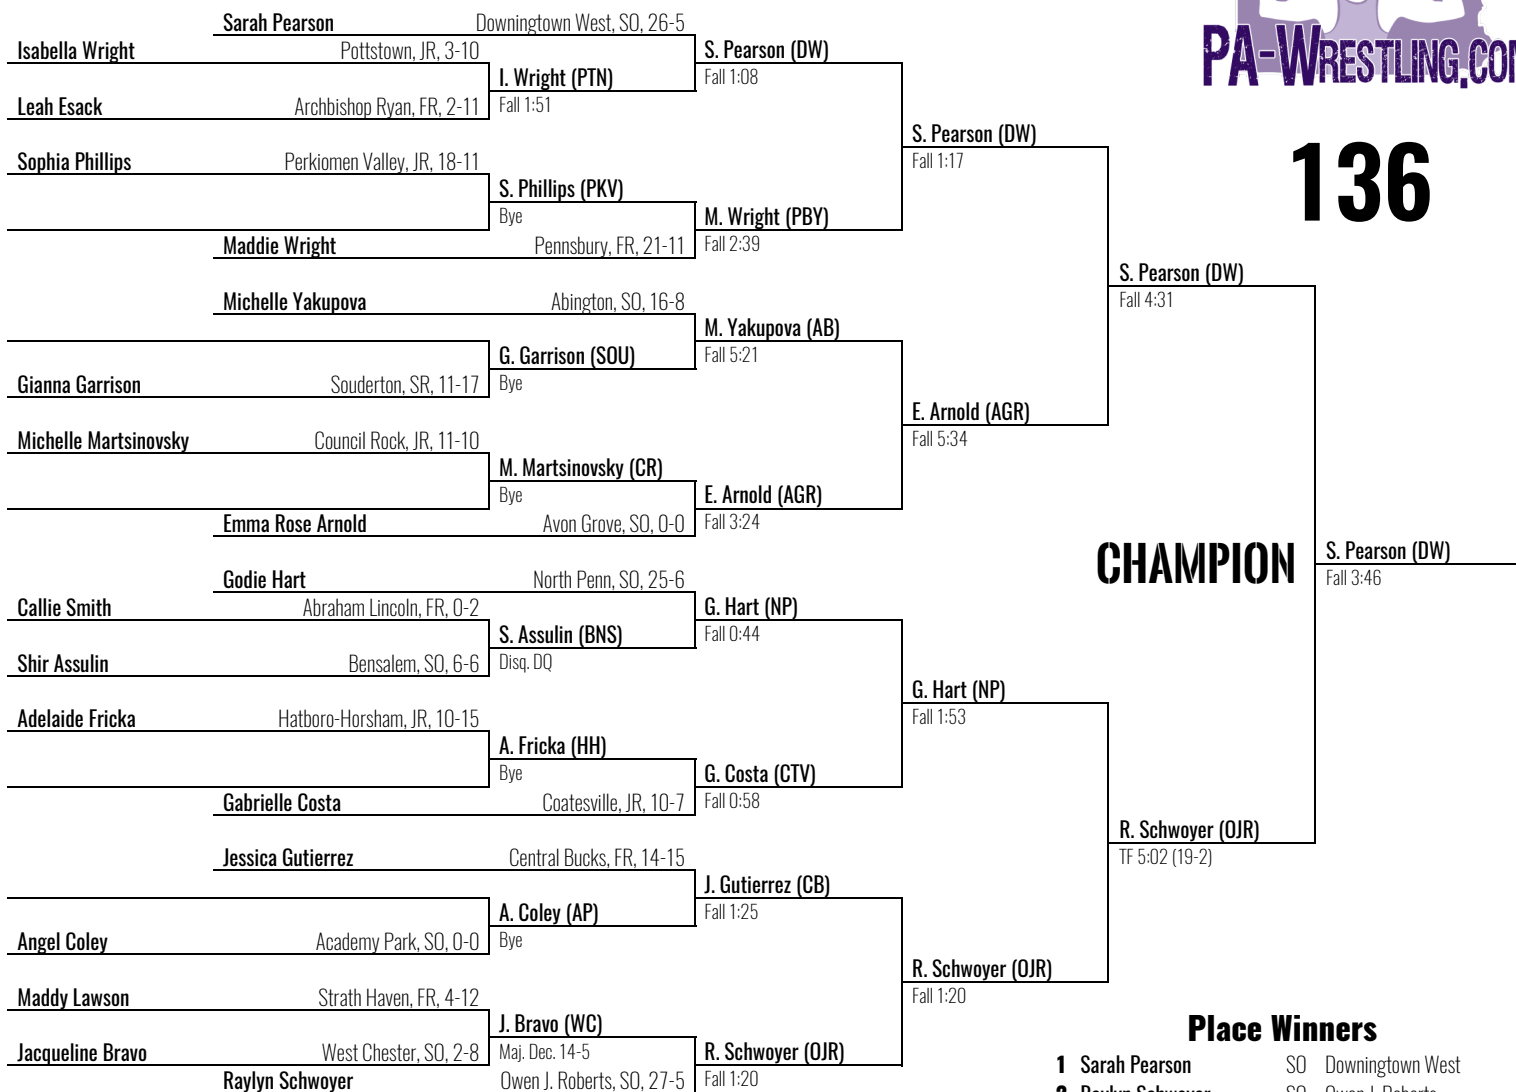 Sarah Pearson Downingtown West, SO, 26-5
Isabella Wright Pottstown, JR, 3-10
S. Pearson (DW)
Fall 1:08
I. Wright (PTN)
Fall 1:51
Leah Esack Archbishop Ryan, FR, 2-11
S. Pearson (DW)
Fall 1:17
Sophia Phillips Perkiomen Valley, JR, 18-11
S. Phillips (PKV)
Bye
M. Wright (PBY)
Fall 2:39
Maddie Wright Pennsbury, FR, 21-11
S. Pearson (DW)
Fall 4:31
Michelle Yakupova Abington, SO, 16-8
M. Yakupova (AB)
Fall 5:21
G. Garrison (SOU)
Bye
Gianna Garrison Souderton, SR, 11-17
E. Arnold (AGR)
Fall 5:34
Michelle Martsinovsky Council Rock, JR, 11-10
M. Martsinovsky (CR)
Bye
E. Arnold (AGR)
Fall 3:24
Emma Rose Arnold Avon Grove, SO, 0-0
PA-WRESTLING.COM
136
CHAMPION
S. Pearson (DW)
Fall 3:46
Godie Hart North Penn, SO, 25-6
Callie Smith Abraham Lincoln, FR, 0-2
G. Hart (NP)
Fall 0:44
S. Assulin (BNS)
Disq. DQ
Shir Assulin Bensalem, SO, 6-6
G. Hart (NP)
Fall 1:53
Adelaide Fricka Hatboro-Horsham, JR, 10-15
A. Fricka (HH)
Bye
G. Costa (CTV)
Fall 0:58
Gabrielle Costa Coatesville, JR, 10-7
R. Schwoyer (OJR)
TF 5:02 (19-2)
Jessica Gutierrez Central Bucks, FR, 14-15
J. Gutierrez (CB)
Fall 1:25
A. Coley (AP)
Bye
Angel Coley Academy Park, SO, 0-0
R. Schwoyer (OJR)
Fall 1:20
Maddy Lawson Strath Haven, FR, 4-12
J. Bravo (WC)
Maj. Dec. 14-5
Jacqueline Bravo West Chester, SO, 2-8
R. Schwoyer (OJR)
Fall 1:20
Raylyn Schwoyer Owen J. Roberts, SO, 27-5
Place Winners
1 Sarah Pearson SO Downingtown West
2 Raylyn Schwoyer SO Owen J. Roberts